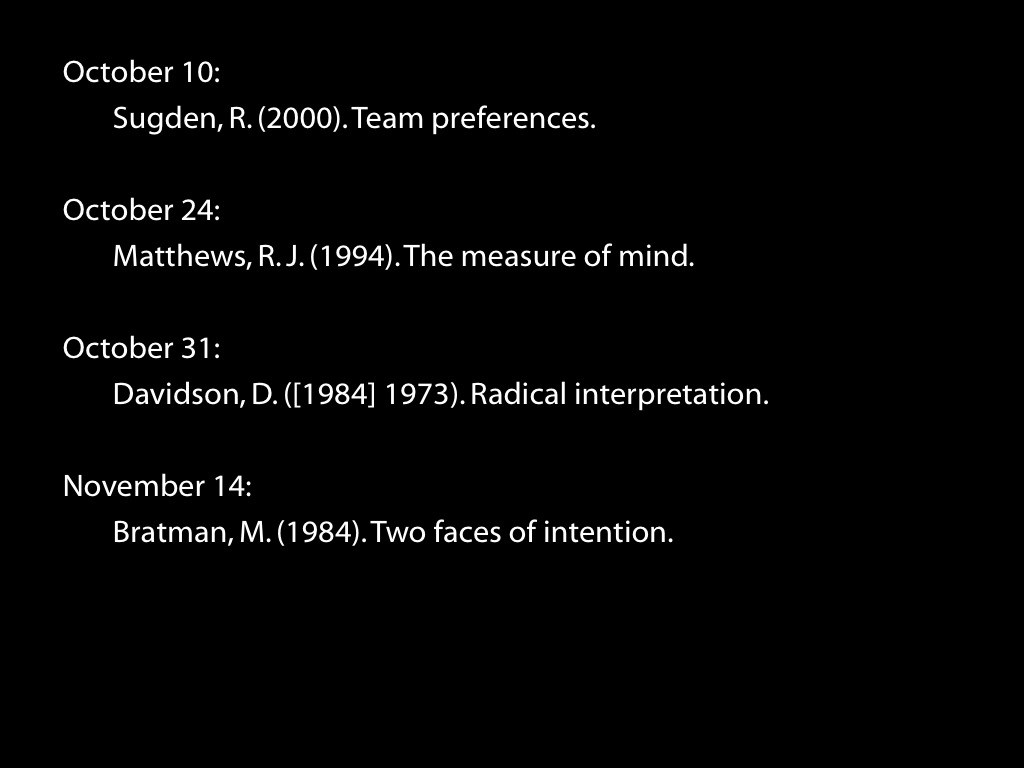 October 10:
Sugden, R. (2000). Team preferences.
October 24:
Matthews, R. J. (1994). The measure of mind.
October 31:
Davidson, D. ([1984] 1973). Radical interpretation.
November 14:
Bratman, M. (1984). Two faces of intention.